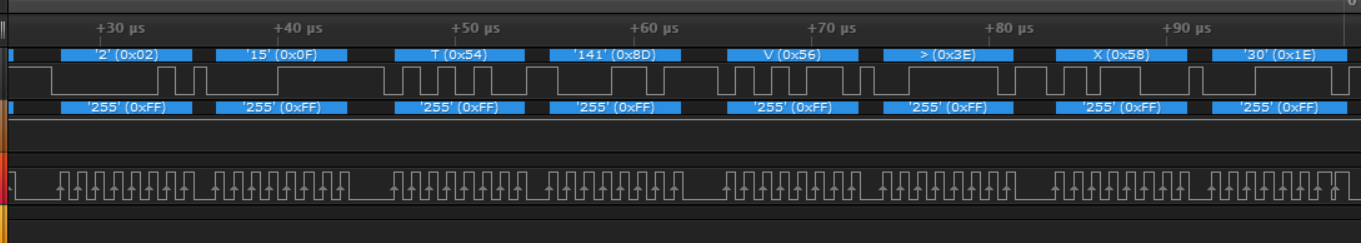 +30 µs +40 µs +50 µs +60 µs +70 µs +80 µs +90 µs 0
'2' (0x02) '15' (0x0F) T (0x54) '141' (0x8D) V (0x56) > (0x3E) X (0x58) '30' (0x1E)
'255' (0xFF) '255' (0xFF) '255' (0xFF) '255' (0xFF) '255' (0xFF) '255' (0xFF) '255' (0xFF) '255' (0xFF)